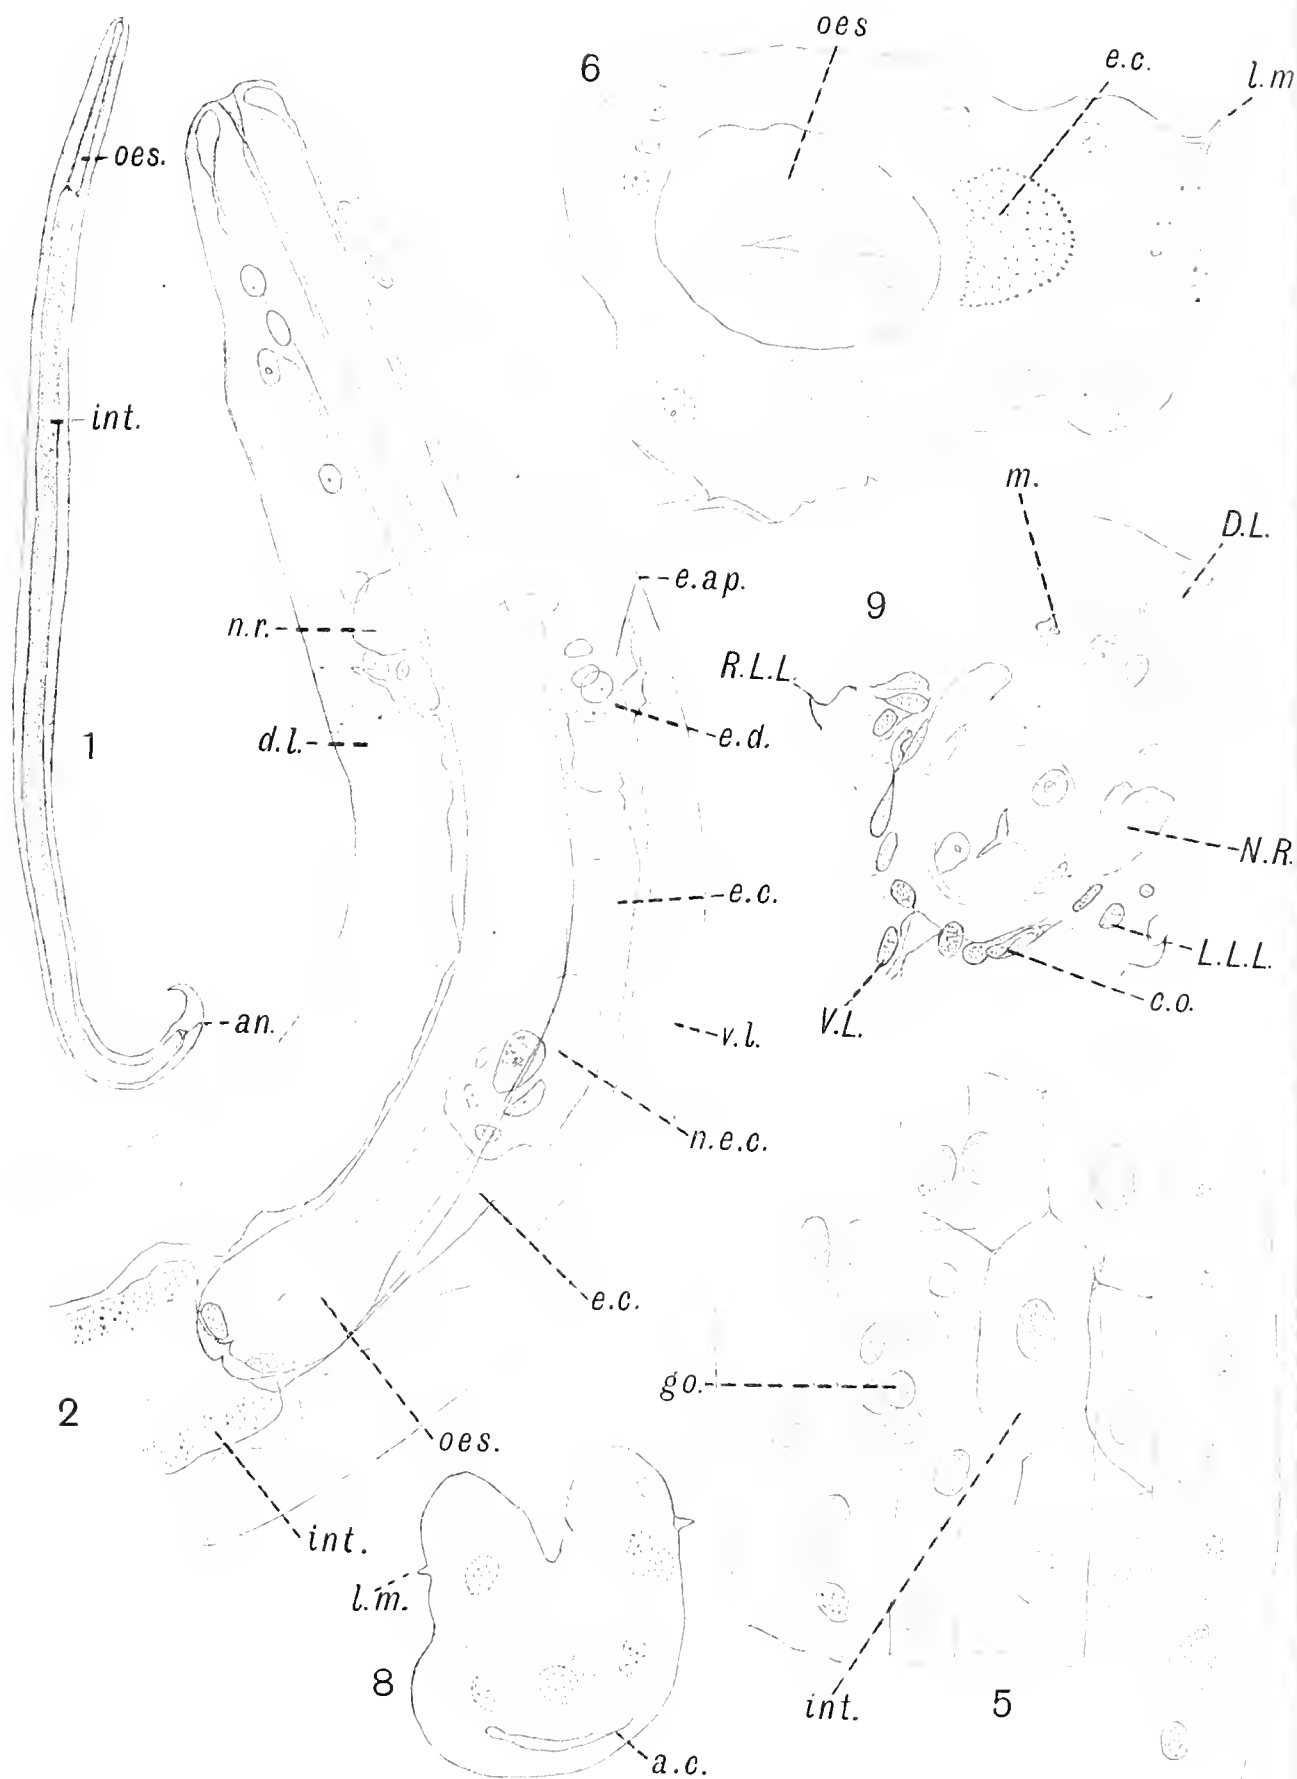 oes
6
e.c.
l.m
oes.
int.
m.
D.L.
e.ap.
9
n.r.
R.L.L.
d.l.
1
e.d.
N.R.
e.c.
L.L.L.
c.o.
V.L.
an.
v.l.
n.e.c.
e.c.
go.
2
oes.
int.
l.m.
8
int.
5
a.c.